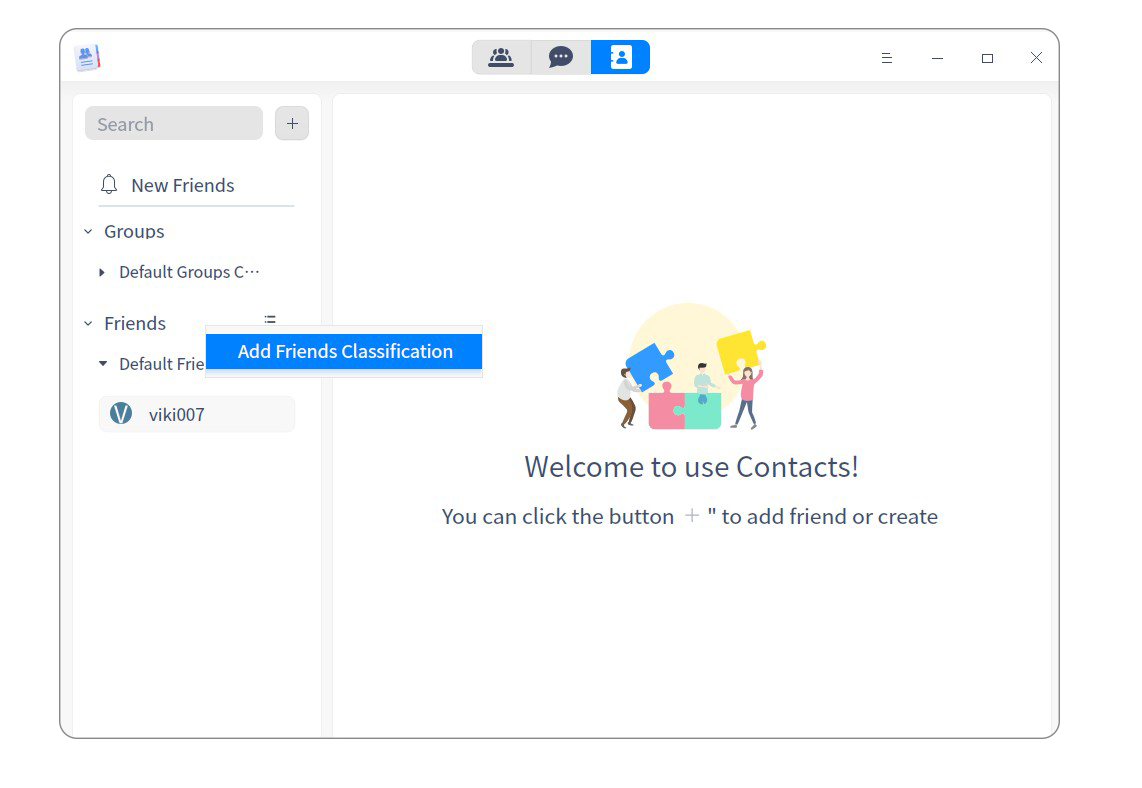 Search
New Friends
Groups
Default Groups C···
Friends
Add Friends Classification
Default Frie
V viki007
Welcome to use Contacts!
You can click the button + " to add friend or create